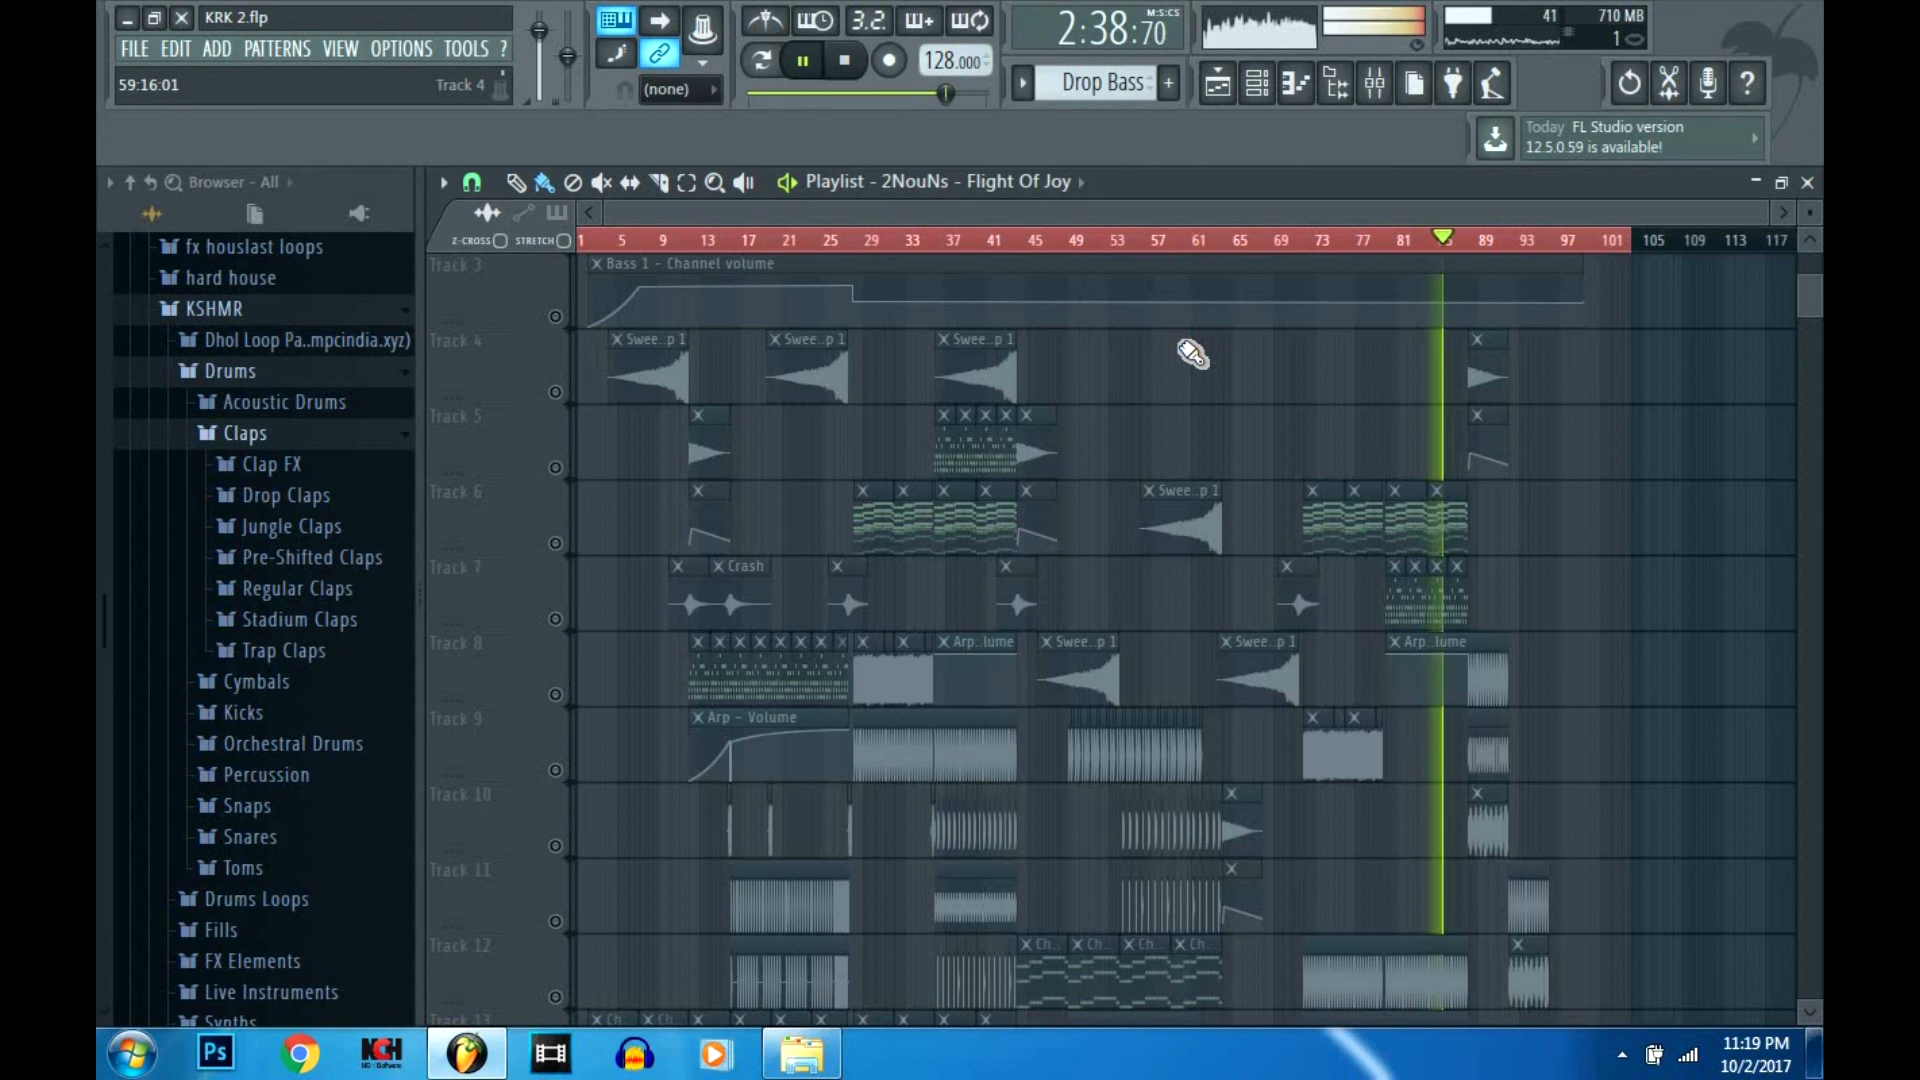 KRK 2.flp
FILE EDIT ADD PATTERNS VIEW OPTIONS TOOLS ?
59:16:01 Track 4
(none)
3.2.
128.000
2:38:70 M:S:CS
Drop Bass
41 710 MB
1
Today FL Studio version
12.5.0.59 is available!
Browser - All
Playlist - 2NouNs - Flight Of Joy
Z-CROSS STRETCH
1 5 9 13 17 21 25 29 33 37 41 45 49 53 57 61 65 69 73 77 81 89 93 97 101 105 109 113 117
fx houslast loops
hard house
KSHMR
Dhol Loop Pa..mpcindia.xyz)
Drums
Acoustic Drums
Claps
Clap FX
Drop Claps
Jungle Claps
Pre-Shifted Claps
Regular Claps
Stadium Claps
Trap Claps
Cymbals
Kicks
Orchestral Drums
Percussion
Snaps
Snares
Toms
Drums Loops
Fills
FX Elements
Live Instruments
Synths
Track 3
Bass 1 - Channel volume
Track 4
Swee..p 1 Swee..p 1 Swee..p 1
Track 5
Track 6
Swee..p 1
Track 7
Crash
Track 8
Arp..lume Swee..p 1 Swee..p 1 Arp..lume
Track 9
Arp - Volume
Track 10
Track 11
Track 12
Ch.. Ch.. Ch.. Ch..
Track 13
Ch.. Ch..
Ps
NCH
11:19 PM
10/2/2017